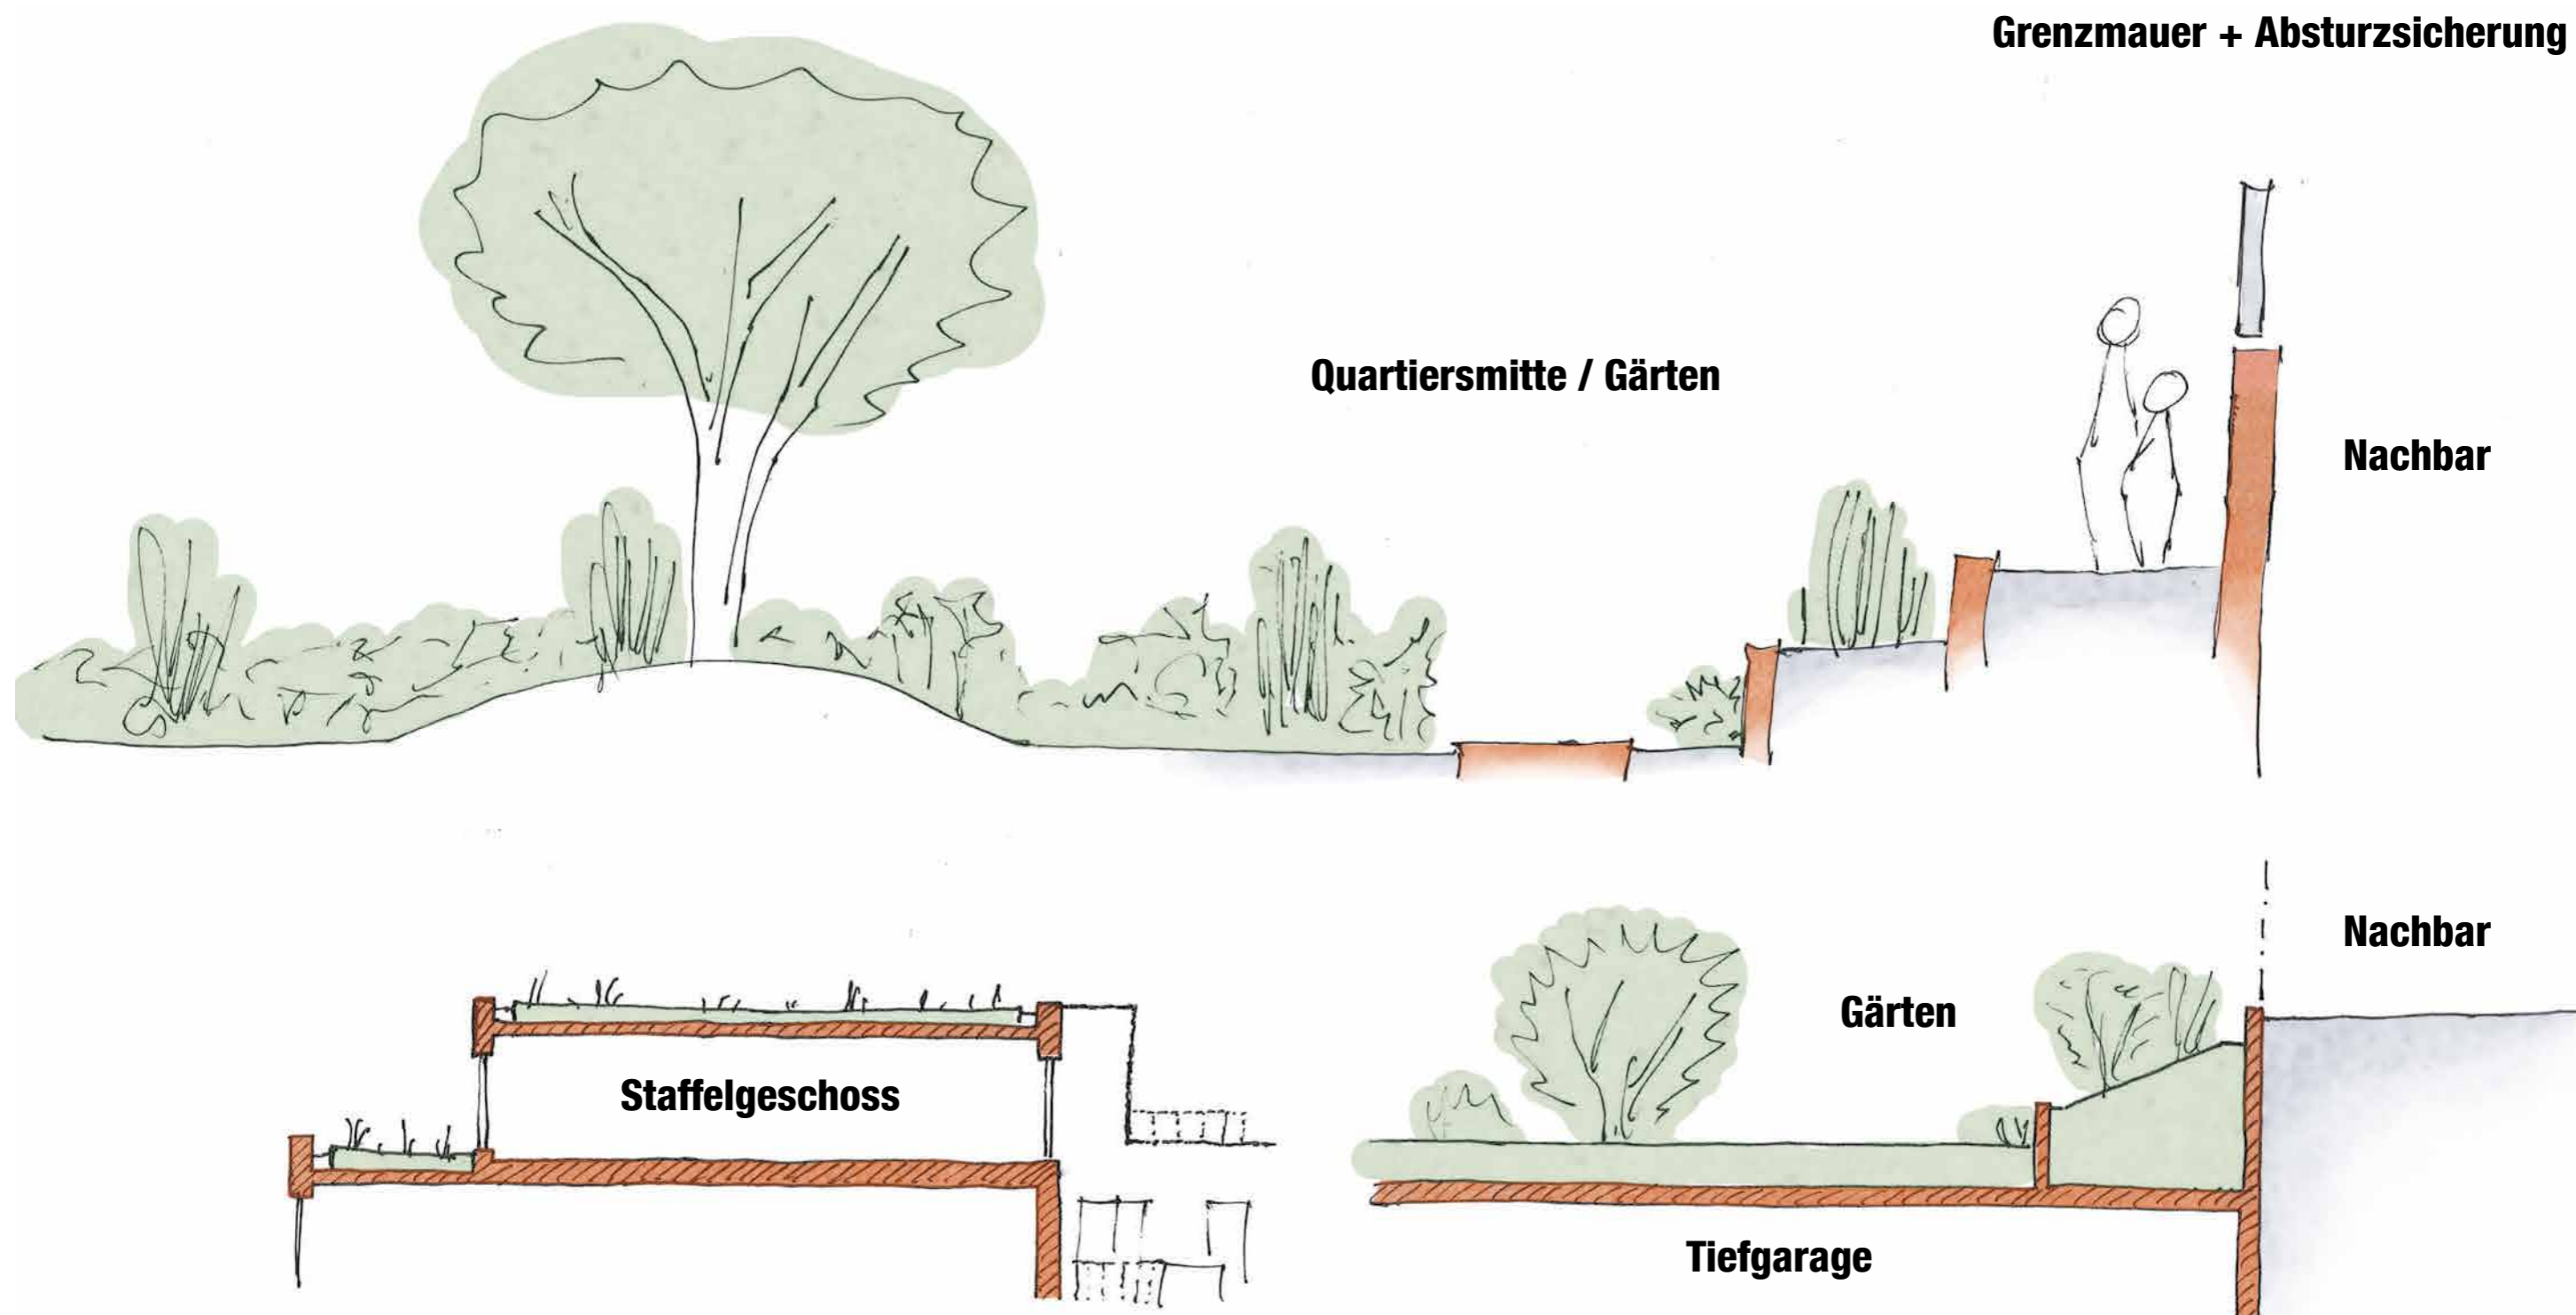 Grenzmauer + Absturzsicherung
Quartiersmitte / Gärten
Nachbar
Nachbar
Gärten
Staffelgeschoss
Tiefgarage